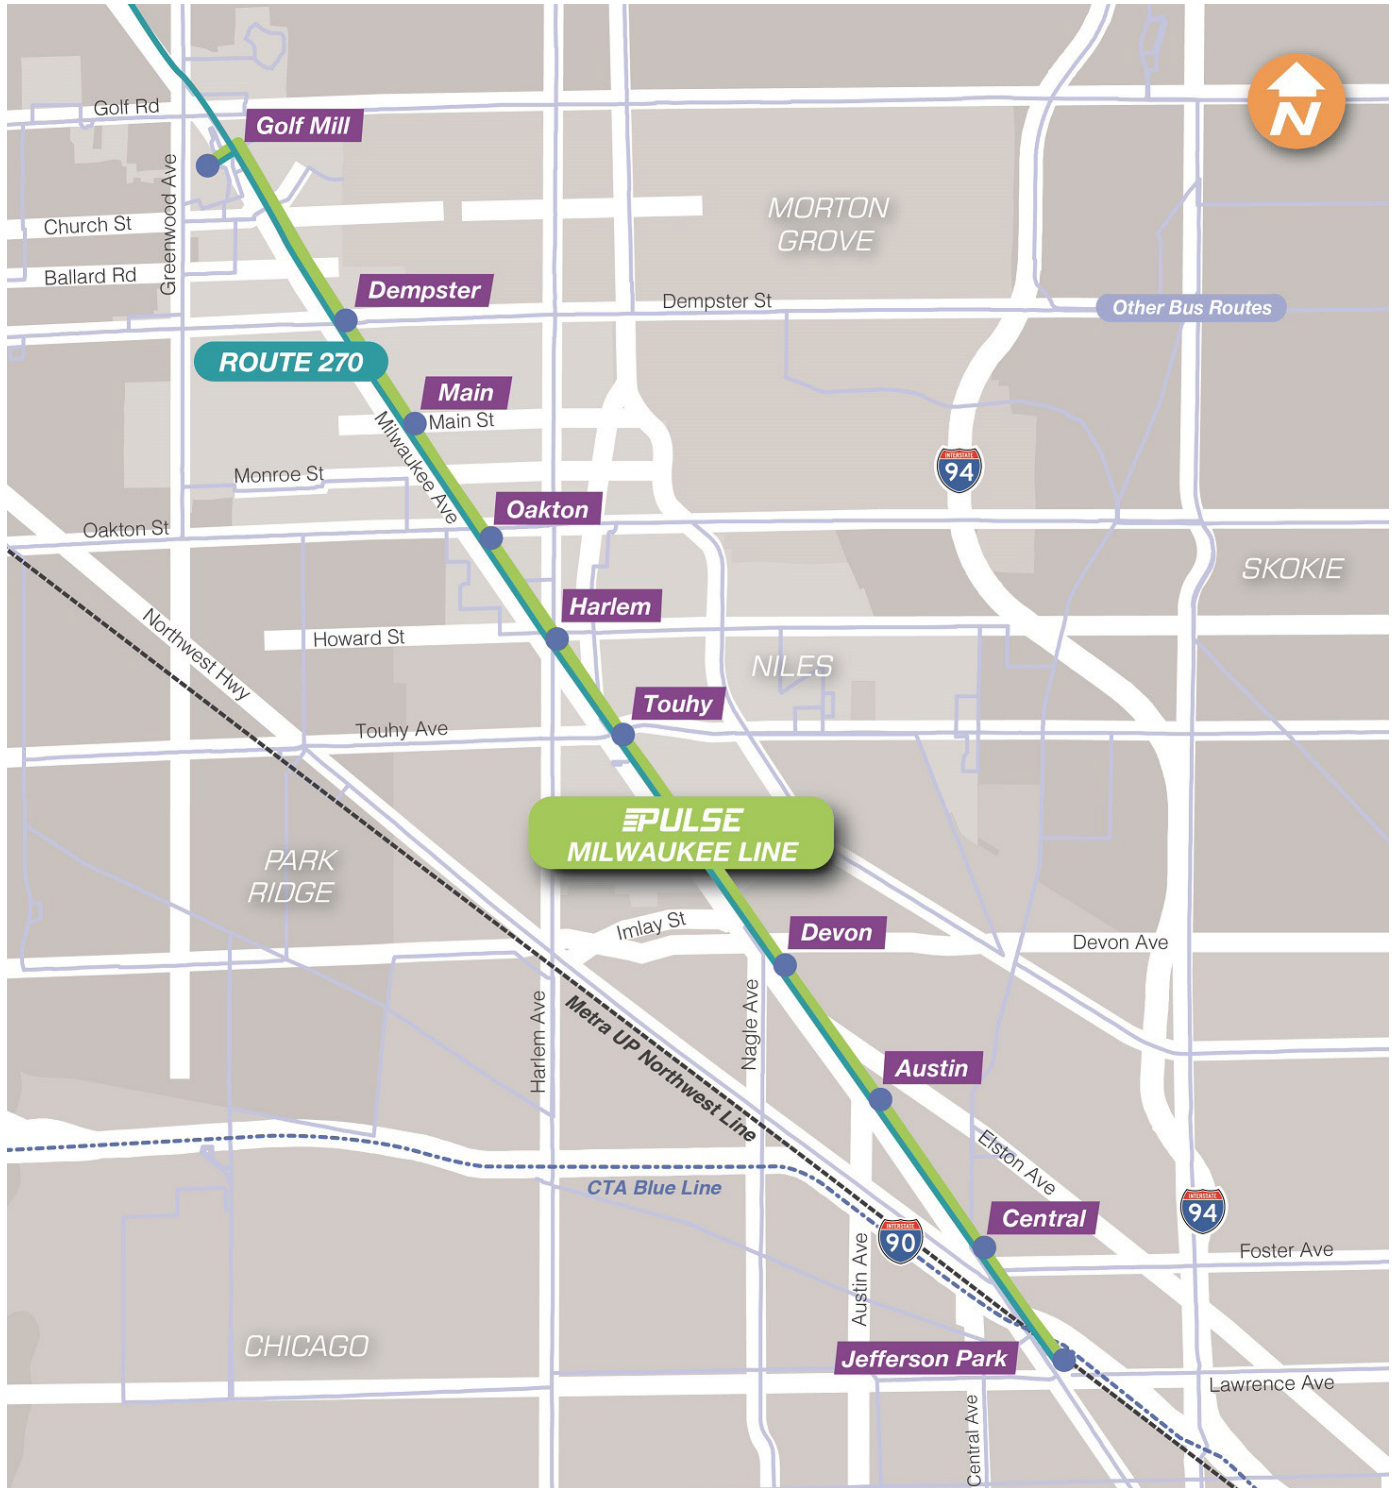 Golf Rd
Golf Mill
N
Greenwood Ave
Church St
MORTON
GROVE
Ballard Rd
Dempster
Dempster St
Other Bus Routes
ROUTE 270
Main
Main St
Milwaukee Ave
INTERSTATE
94
Monroe St
Oakton
Oakton St
SKOKIE
Harlem
Northwest Hwy
Howard St
NILES
Touhy
Touhy Ave
PULSE
MILWAUKEE LINE
PARK
RIDGE
Imlay St
Devon
Devon Ave
Harlem Ave
Metra UP Northwest Line
Nagle Ave
Austin
Elston Ave
CTA Blue Line
INTERSTATE
94
Central
INTERSTATE
90
Foster Ave
Austin Ave
CHICAGO
Jefferson Park
Lawrence Ave
Central Ave